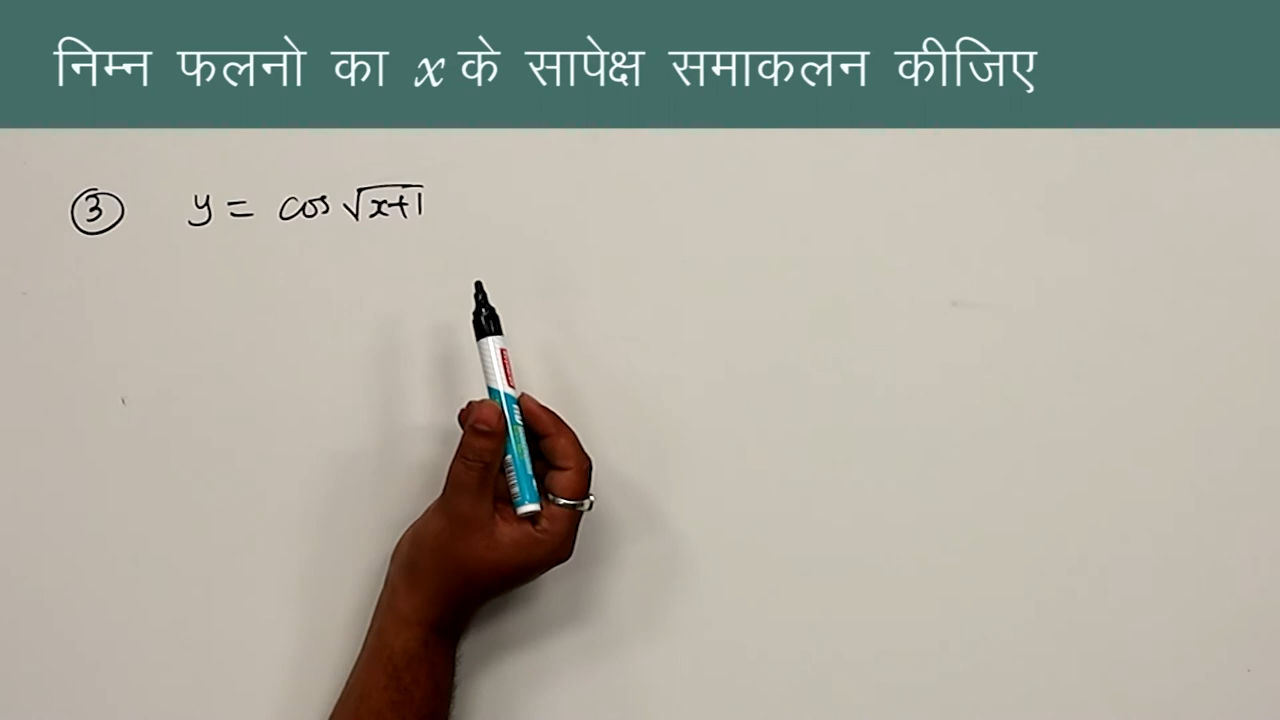 निम्न फलनो का x के सापेक्ष समाकलन कीजिए
③ y = cos √x+1